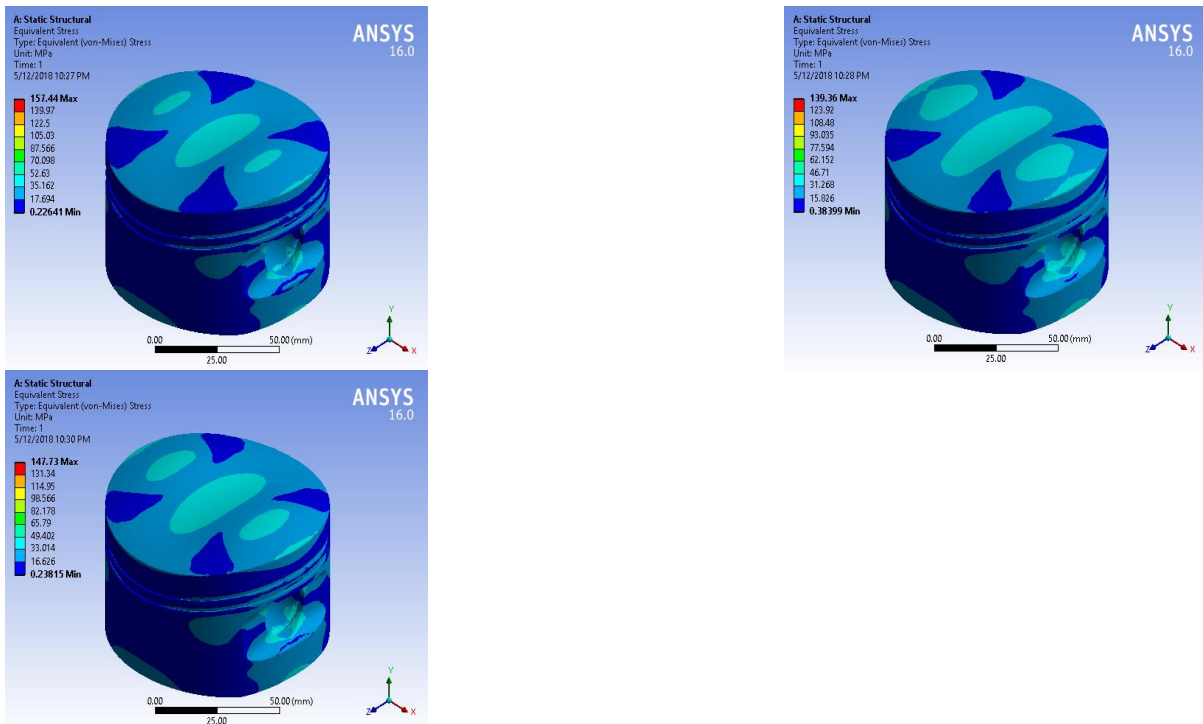 A: Static Structural
Equivalent Stress
Type: Equivalent (von-Mises) Stress
Unit: MPa
Time: 1
5/12/2018 10:27 PM
ANSYS
16.0
157.44 Max
139.97
122.5
105.03
87.566
70.098
52.63
35.162
17.694
0.22641 Min
Y
Z
X
0.00
50.00 (mm)
25.00
A: Static Structural
Equivalent Stress
Type: Equivalent (von-Mises) Stress
Unit: MPa
Time: 1
5/12/2018 10:28 PM
ANSYS
16.0
139.36 Max
123.92
108.48
93.035
77.594
62.152
46.71
31.268
15.826
0.38399 Min
Y
Z
X
0.00
50.00 (mm)
25.00
A: Static Structural
Equivalent Stress
Type: Equivalent (von-Mises) Stress
Unit: MPa
Time: 1
5/12/2018 10:30 PM
ANSYS
16.0
147.73 Max
131.34
114.95
98.566
82.178
65.79
49.402
33.014
16.626
0.23815 Min
Y
Z
X
0.00
50.00 (mm)
25.00